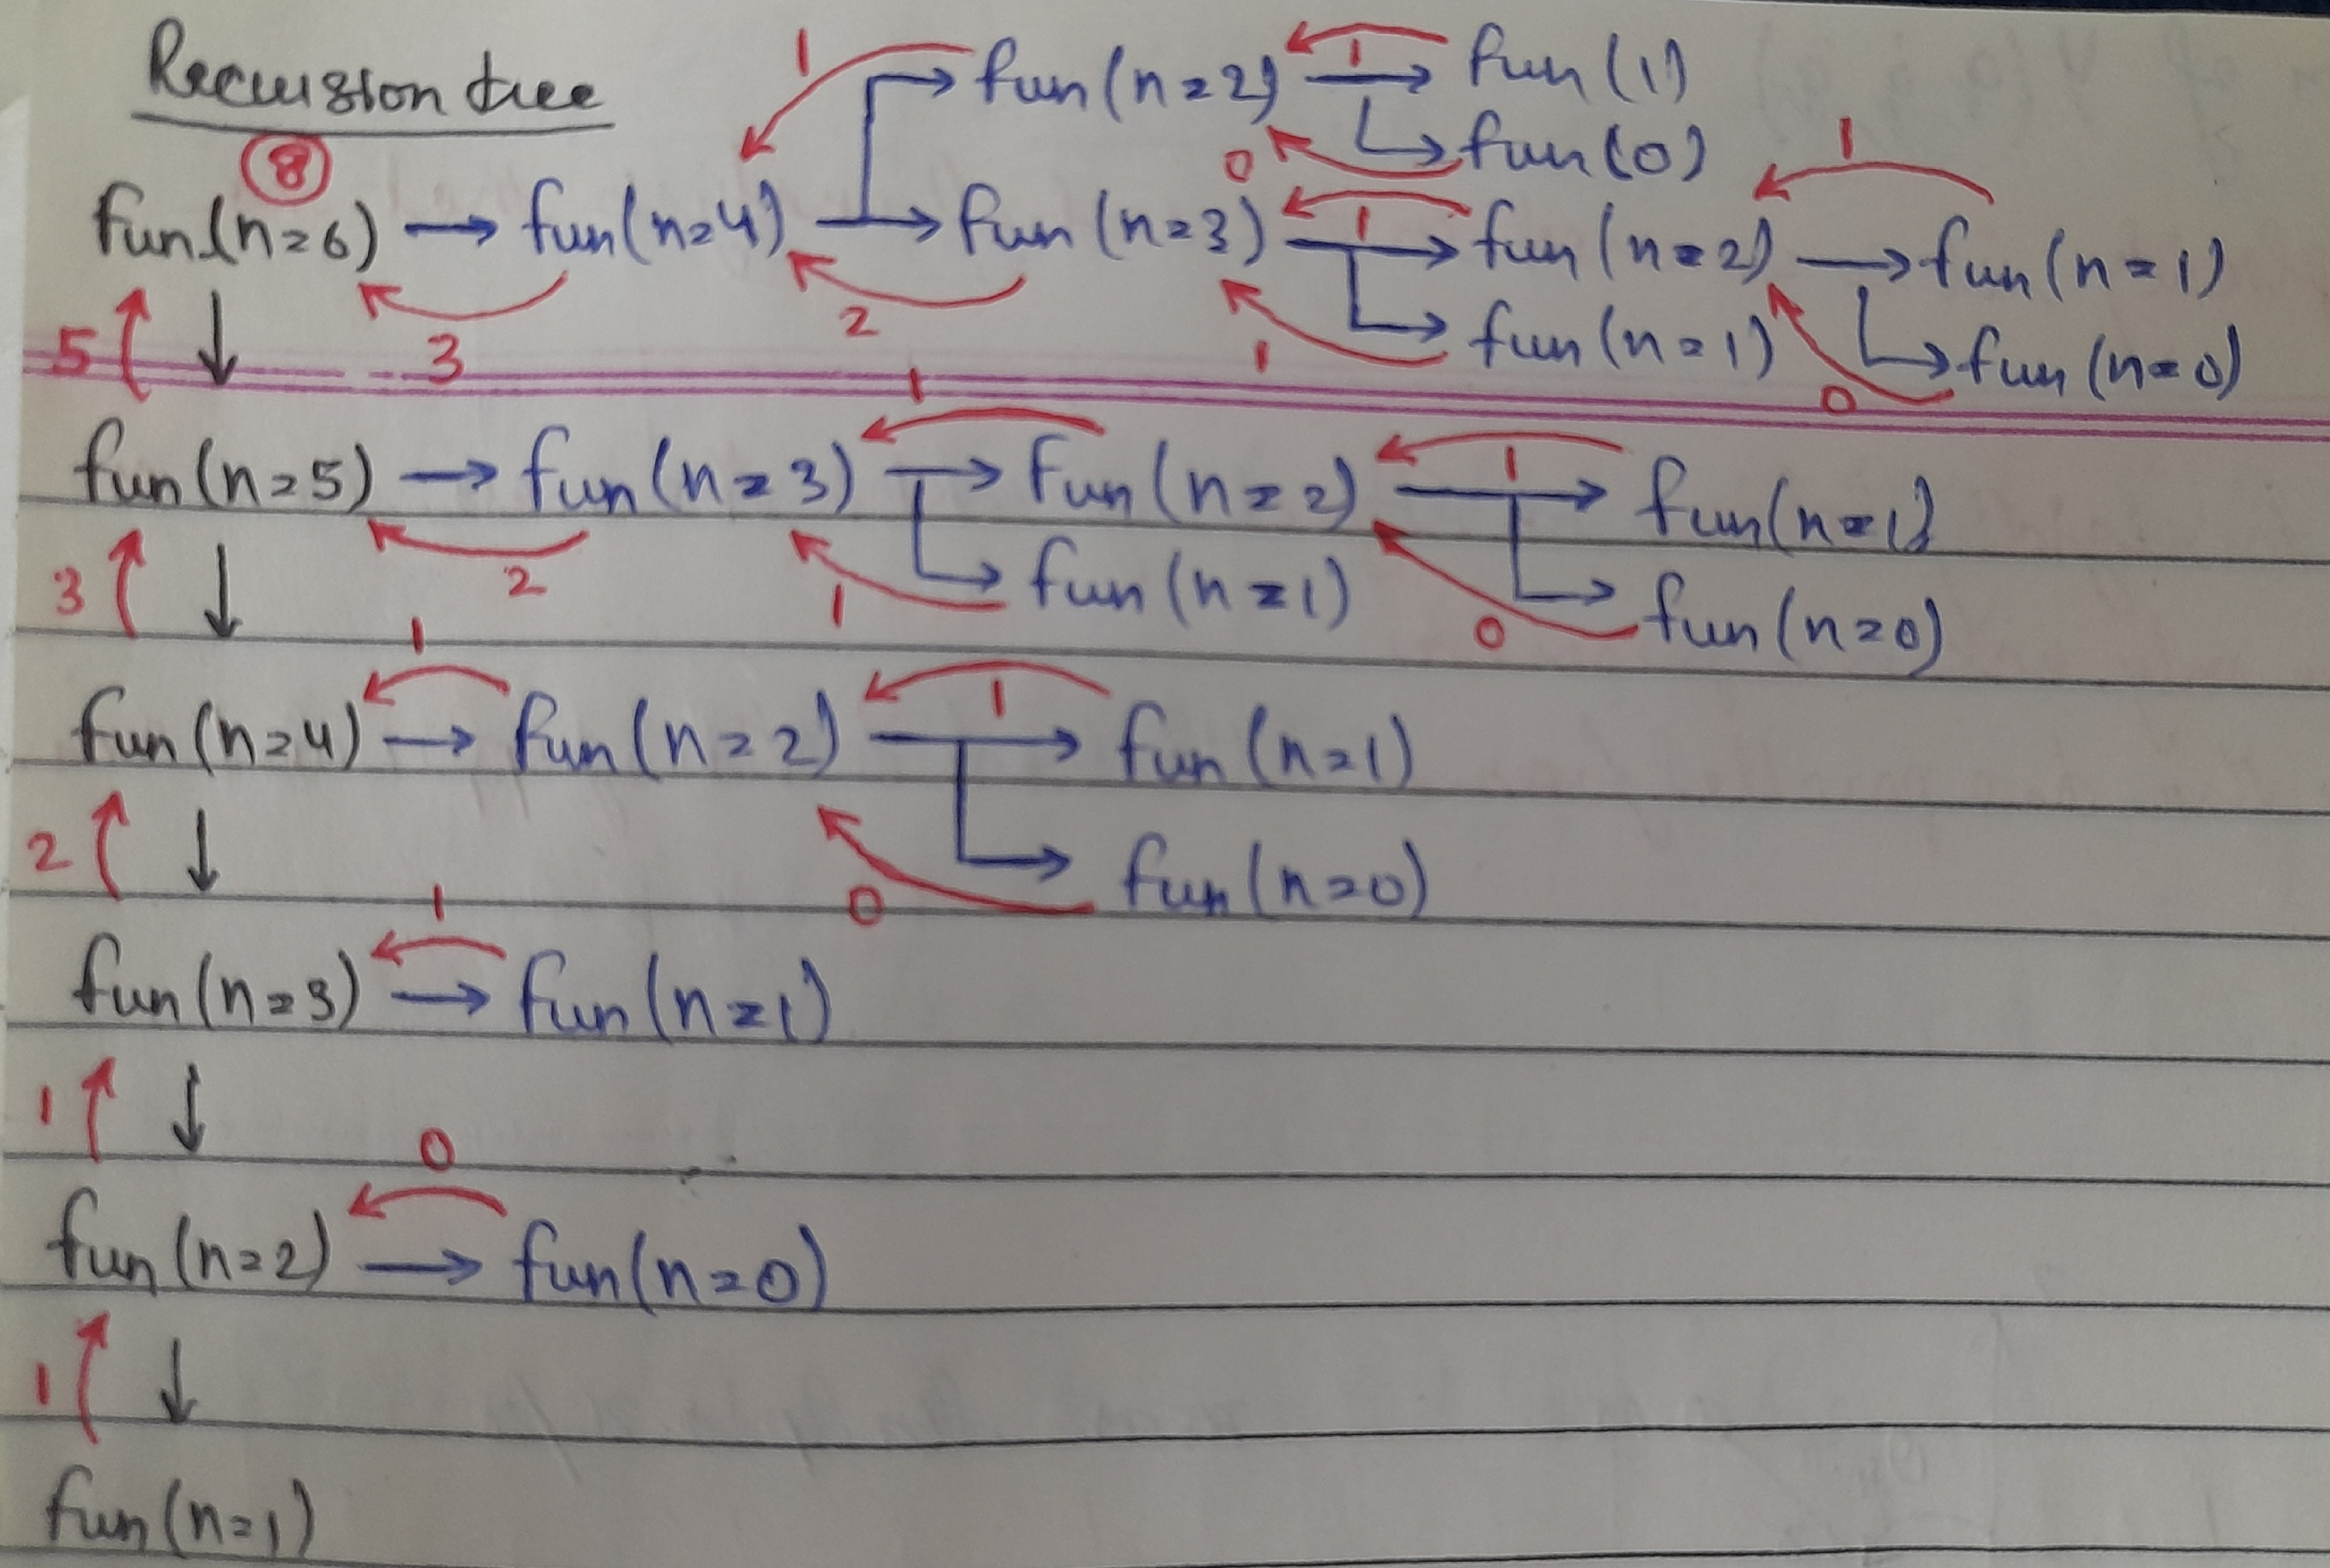 Recursion tree
1 fun(n=2) 1 fun(1)
8 0 fun(0) 1
fun(n=6) fun(n=4) fun(n=3) 1 fun(n=2) fun(n=1)
5 3 2 1 fun(n=1) 0 fun(n=0)
1
fun(n=5) fun(n=3) fun(n=2) 1 fun(n=1)
3 2 1 fun(n=1) 0 fun(n=0)
1 1
fun(n=4) fun(n=2) fun(n=1)
2 0 fun(n=0)
1
fun(n=3) fun(n=1)
1
0
fun(n=2) fun(n=0)
1
fun(n=1)